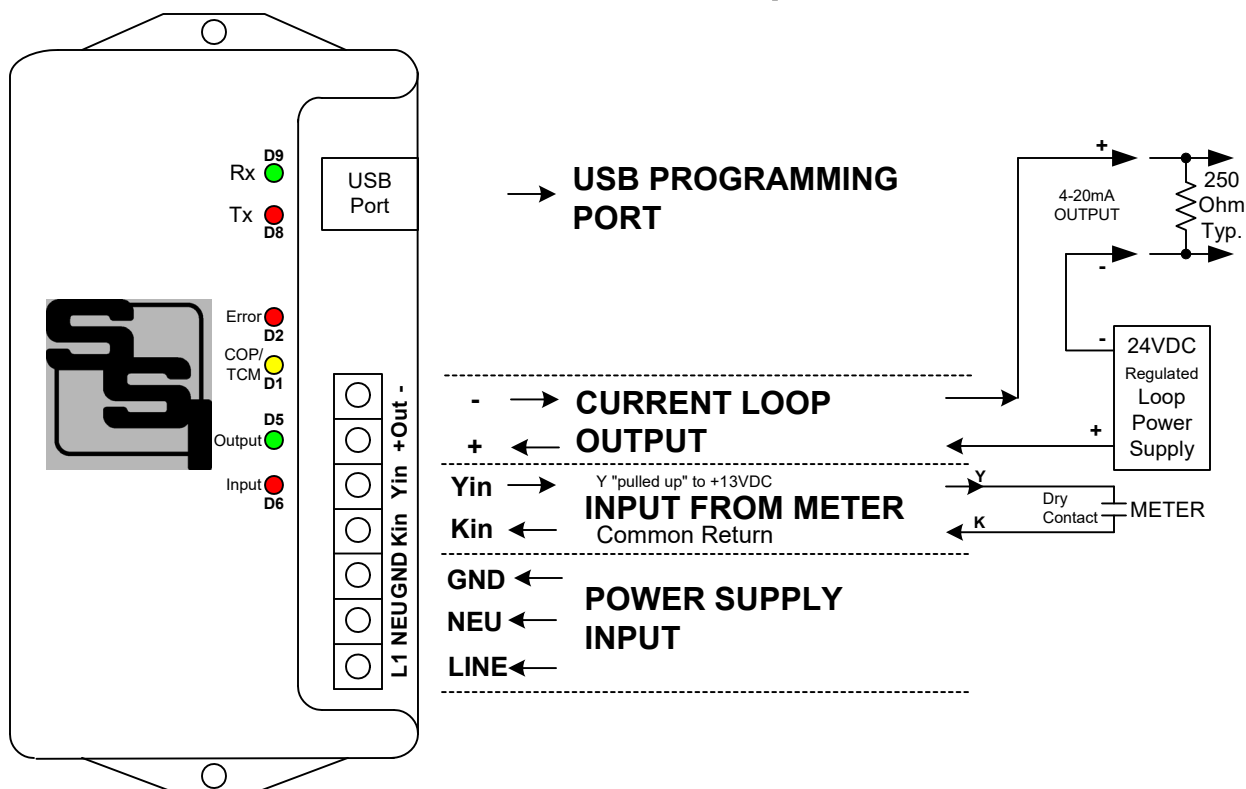 D9
Rx
Tx
D8
USB
Port
USB PROGRAMMING
PORT
+
4-20mA
OUTPUT
-
250
Ohm
Typ.
SSI
Error
D2
COP/
TCM
D1
D5
Output
Input
D6
+Out -
Yin
Kin
GND
NEU
L1
-
+
CURRENT LOOP
OUTPUT
-
+
24VDC
Regulated
Loop
Power
Supply
Yin
Y "pulled up" to +13VDC
INPUT FROM METER
Kin
Common Return
Y
K
Dry
Contact
METER
GND
NEU
LINE
POWER SUPPLY
INPUT